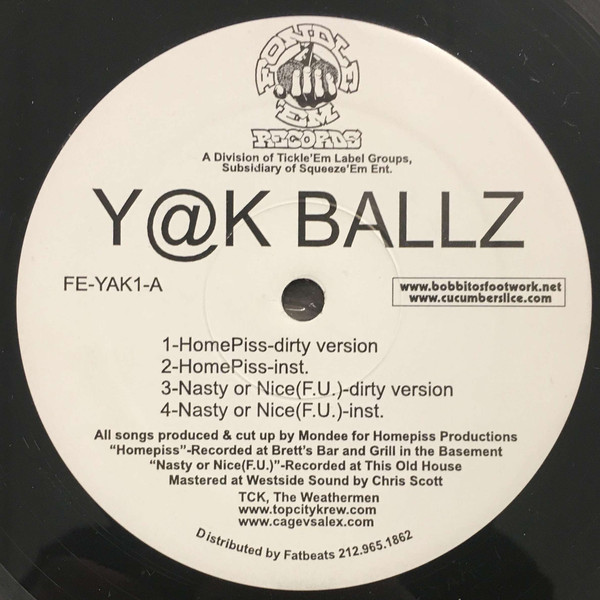 FONDLE
'EM
RECORDS
A Division of Tickle'Em Label Groups,
Subsidiary of Squeeze'Em Ent.
Y@K BALLZ
FE-YAK1-A
www.bobbitosfootwork.net
www.cucumberslice.com
1-HomePiss-dirty version
2-HomePiss-inst.
3-Nasty or Nice(F.U.)-dirty version
4-Nasty or Nice(F.U.)-inst.
All songs produced & cut up by Mondee for Homepiss Productions
“Homepiss”-Recorded at Brett's Bar and Grill in the Basement
“Nasty or Nice(F.U.)”-Recorded at This Old House
Mastered at Westside Sound by Chris Scott
TCK, The Weathermen
www.topcitykrew.com
www.cagevsalex.com
Distributed by Fatbeats 212.965.1862